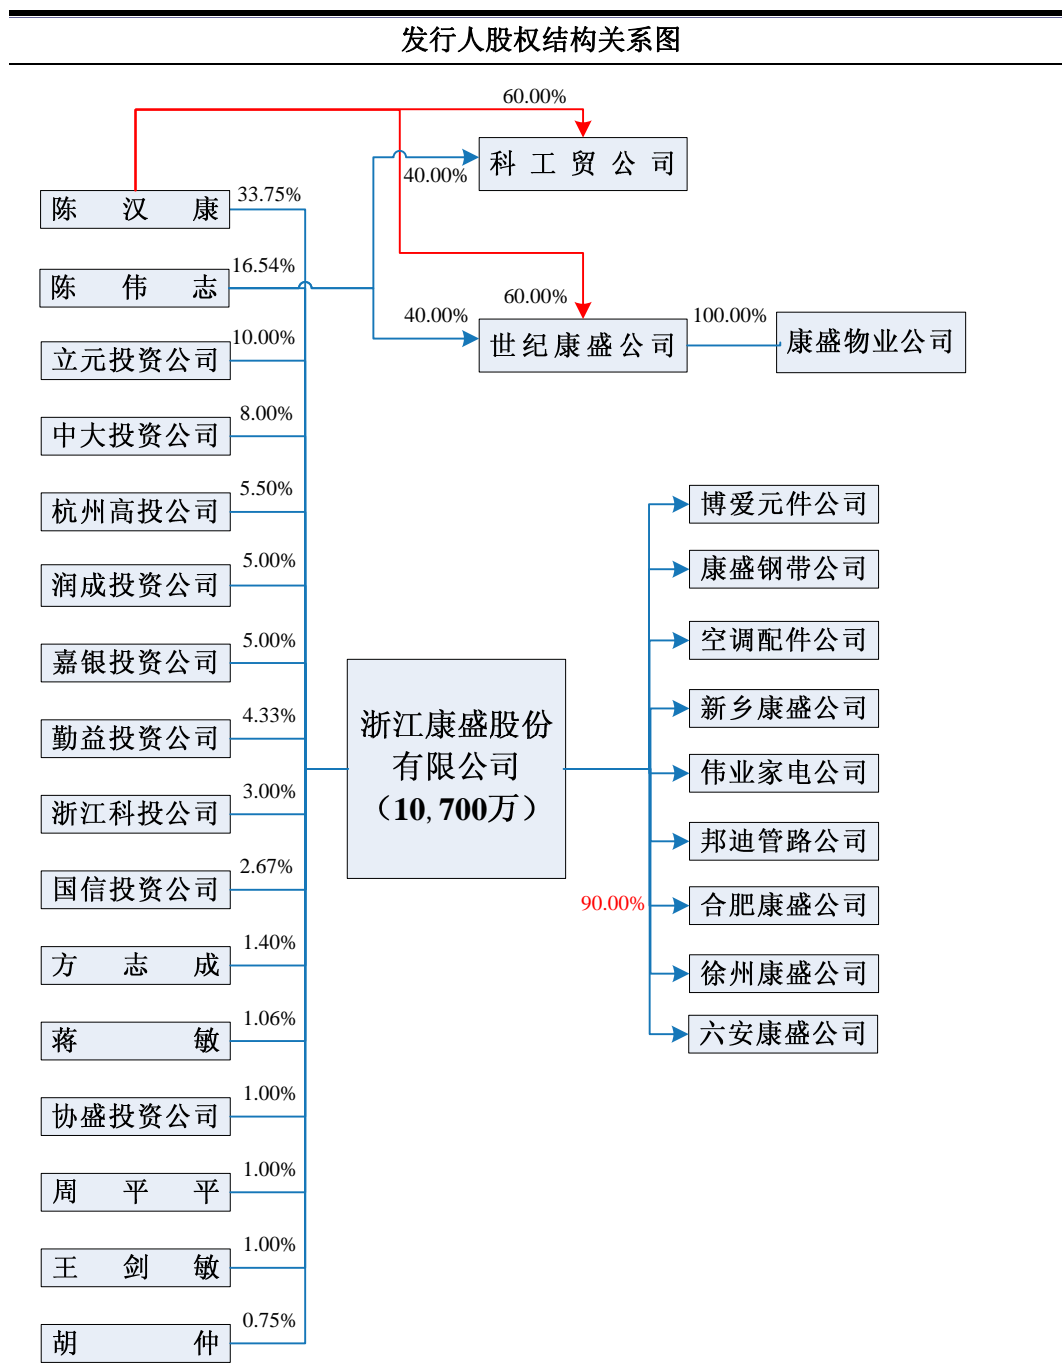 发行人股权结构关系图
60.00%
科工贸公司
40.00%
陈汉康
33.75%
陈伟志
16.54%
60.00%
40.00%
世纪康盛公司
100.00%
康盛物业公司
立元投资公司
10.00%
中大投资公司
8.00%
杭州高投公司
5.50%
润成投资公司
5.00%
嘉银投资公司
5.00%
勤益投资公司
4.33%
浙江科投公司
3.00%
国信投资公司
2.67%
方志成
1.40%
蒋敏
1.06%
协盛投资公司
1.00%
周平平
1.00%
王剑敏
1.00%
胡仲
0.75%
浙江康盛股份
有限公司
（10,700万）
博爱元件公司
康盛钢带公司
空调配件公司
新乡康盛公司
伟业家电公司
邦迪管路公司
90.00%
合肥康盛公司
徐州康盛公司
六安康盛公司